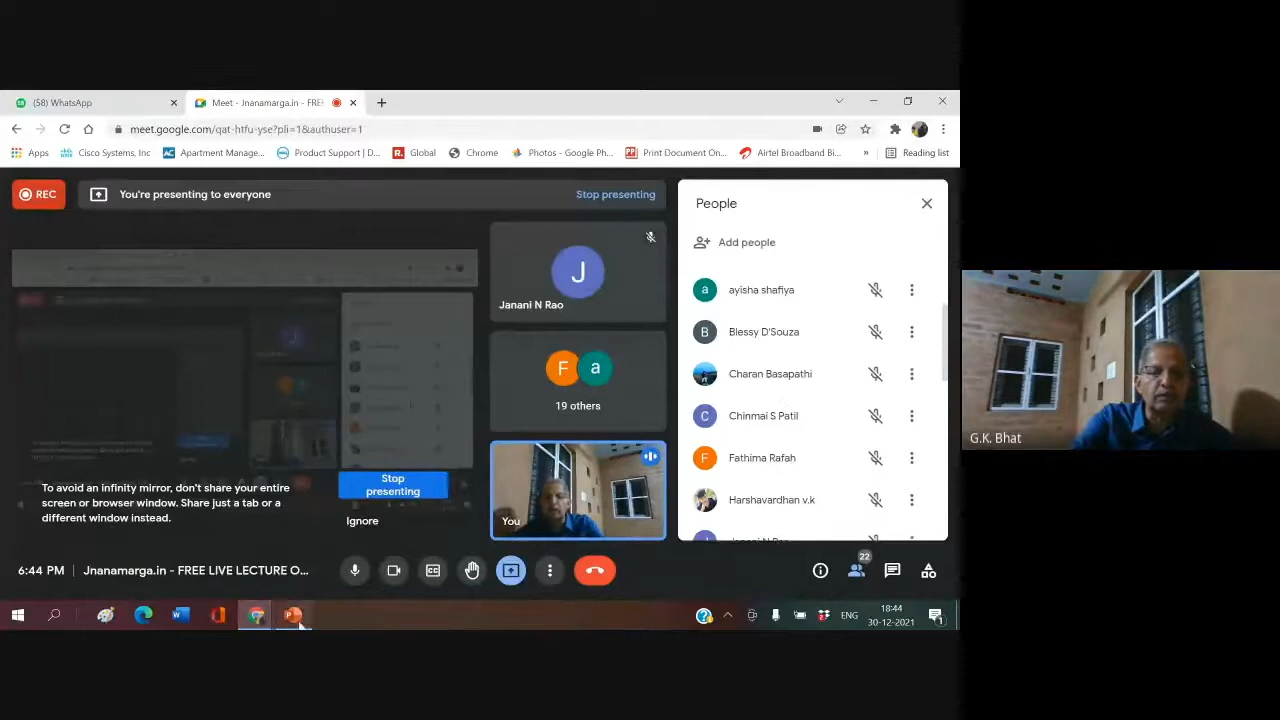 (58) WhatsApp
Meet - Jnanamarga.in - FREE
meet.google.com/qat-htfu-yse?pli=1&authuser=1
Apps
Cisco Systems, Inc
Apartment Manage...
Product Support | D...
Global
Chrome
Photos - Google Ph...
Print Document On...
Airtel Broadband Bi...
»
Reading list
REC
You're presenting to everyone
Stop presenting
People
Add people
J
Janani N Rao
a
ayisha shafiya
B
Blessy D'Souza
Charan Basapathi
F
a
19 others
C
Chinmai S Patil
F
Fathima Rafah
Harshavardhan v.k
To avoid an infinity mirror, don't share your entire
screen or browser window. Share just a tab or a
different window instead.
Stop
presenting
Ignore
You
G.K. Bhat
6:44 PM
Jnanamarga.in - FREE LIVE LECTURE O...
22
ENG
18:44
30-12-2021
1